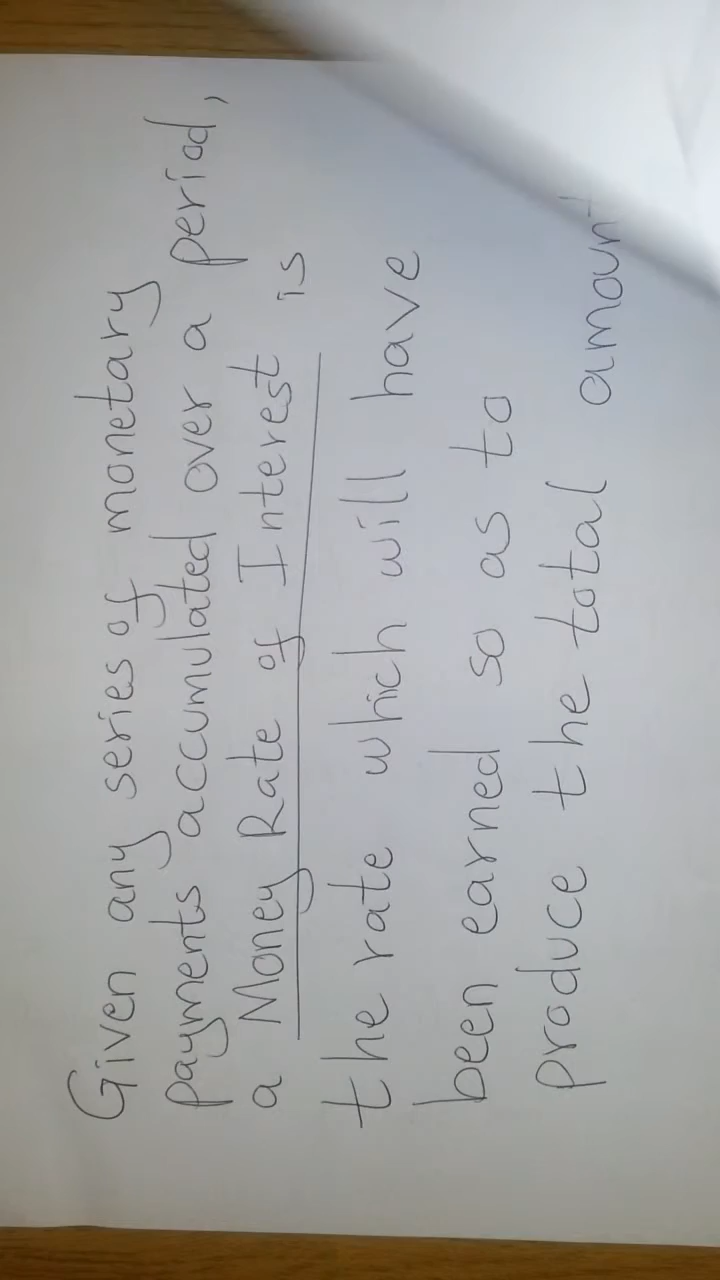 Given any series of monetary
payments accumulated over a period,
a Money Rate of Interest is
the rate which will have
been earned so as to
produce the total amount